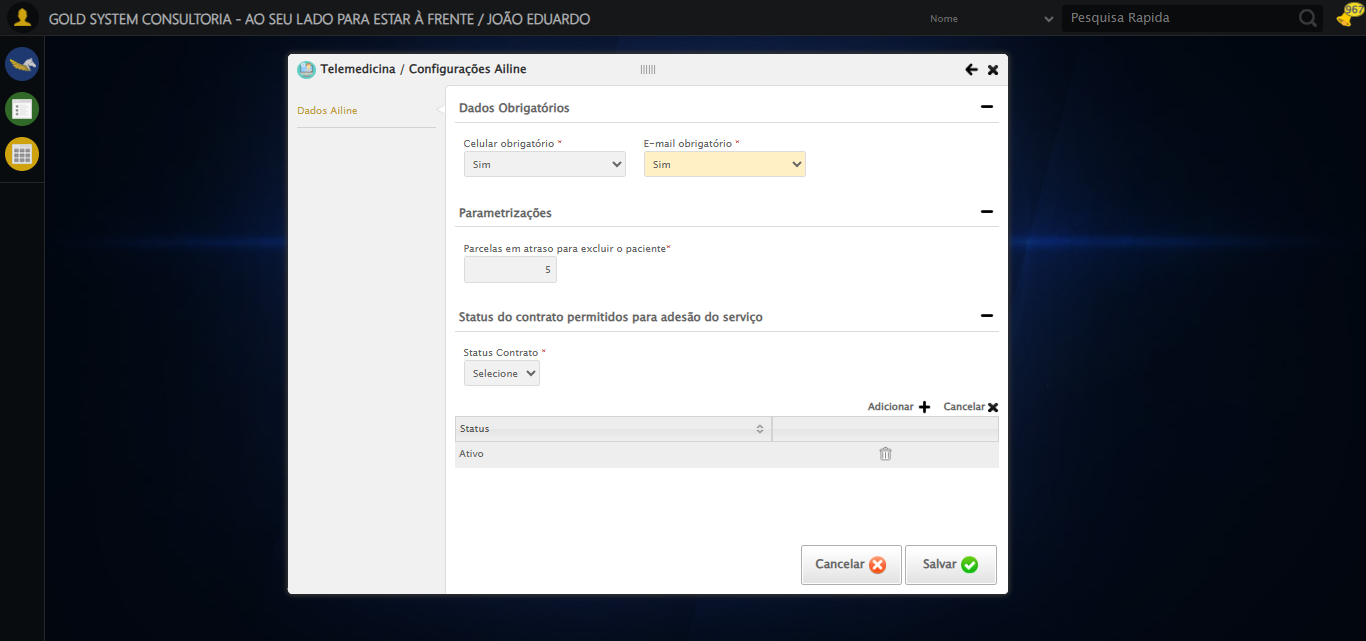 GOLD SYSTEM CONSULTORIA - AO SEU LADO PARA ESTAR À FRENTE / JOÃO EDUARDO
Nome
Pesquisa Rapida
967
Telemedicina / Configurações Ailine
Dados Ailine
Dados Obrigatórios
Celular obrigatório * E-mail obrigatório *
Sim Sim
Parametrizações
Parcelas em atraso para excluir o paciente*
5
Status do contrato permitidos para adesão do serviço
Status Contrato *
Selecione
Adicionar Cancelar
Status
Ativo
Cancelar Salvar